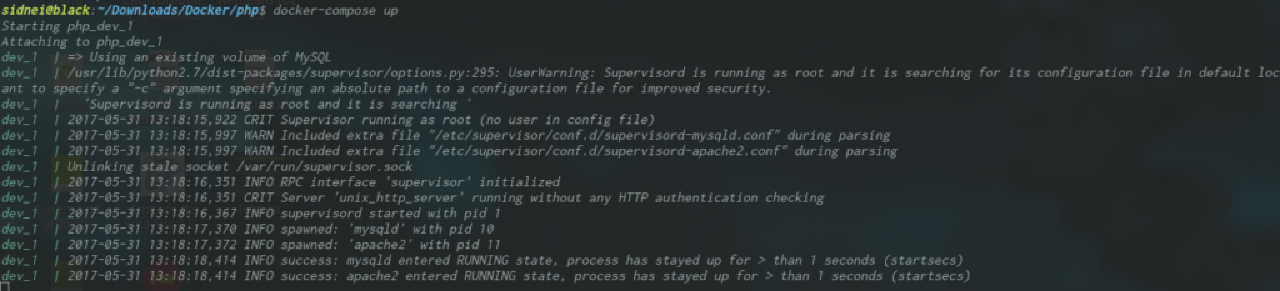 sidnei@black:~/Downloads/Docker/php$ docker-compose up
Starting php_dev_1
Attaching to php_dev_1
dev_1 | => Using an existing volume of MySQL
dev_1 | /usr/lib/python2.7/dist-packages/supervisor/options.py:295: UserWarning: Supervisord is running as root and it is searching for its configuration file in default loc
ant to specify a "-c" argument specifying an absolute path to a configuration file for improved security.
dev_1 | 'Supervisord is running as root and it is searching '
dev_1 | 2017-05-31 13:18:15,922 CRIT Supervisor running as root (no user in config file)
dev_1 | 2017-05-31 13:18:15,997 WARN Included extra file "/etc/supervisor/conf.d/supervisord-mysqld.conf" during parsing
dev_1 | 2017-05-31 13:18:15,997 WARN Included extra file "/etc/supervisor/conf.d/supervisord-apache2.conf" during parsing
dev_1 | Unlinking stale socket /var/run/supervisor.sock
dev_1 | 2017-05-31 13:18:16,351 INFO RPC interface 'supervisor' initialized
dev_1 | 2017-05-31 13:18:16,351 CRIT Server 'unix_http_server' running without any HTTP authentication checking
dev_1 | 2017-05-31 13:18:16,367 INFO supervisord started with pid 1
dev_1 | 2017-05-31 13:18:17,370 INFO spawned: 'mysqld' with pid 10
dev_1 | 2017-05-31 13:18:17,372 INFO spawned: 'apache2' with pid 11
dev_1 | 2017-05-31 13:18:18,414 INFO success: mysqld entered RUNNING state, process has stayed up for > than 1 seconds (startsecs)
dev_1 | 2017-05-31 13:18:18,414 INFO success: apache2 entered RUNNING state, process has stayed up for > than 1 seconds (startsecs)